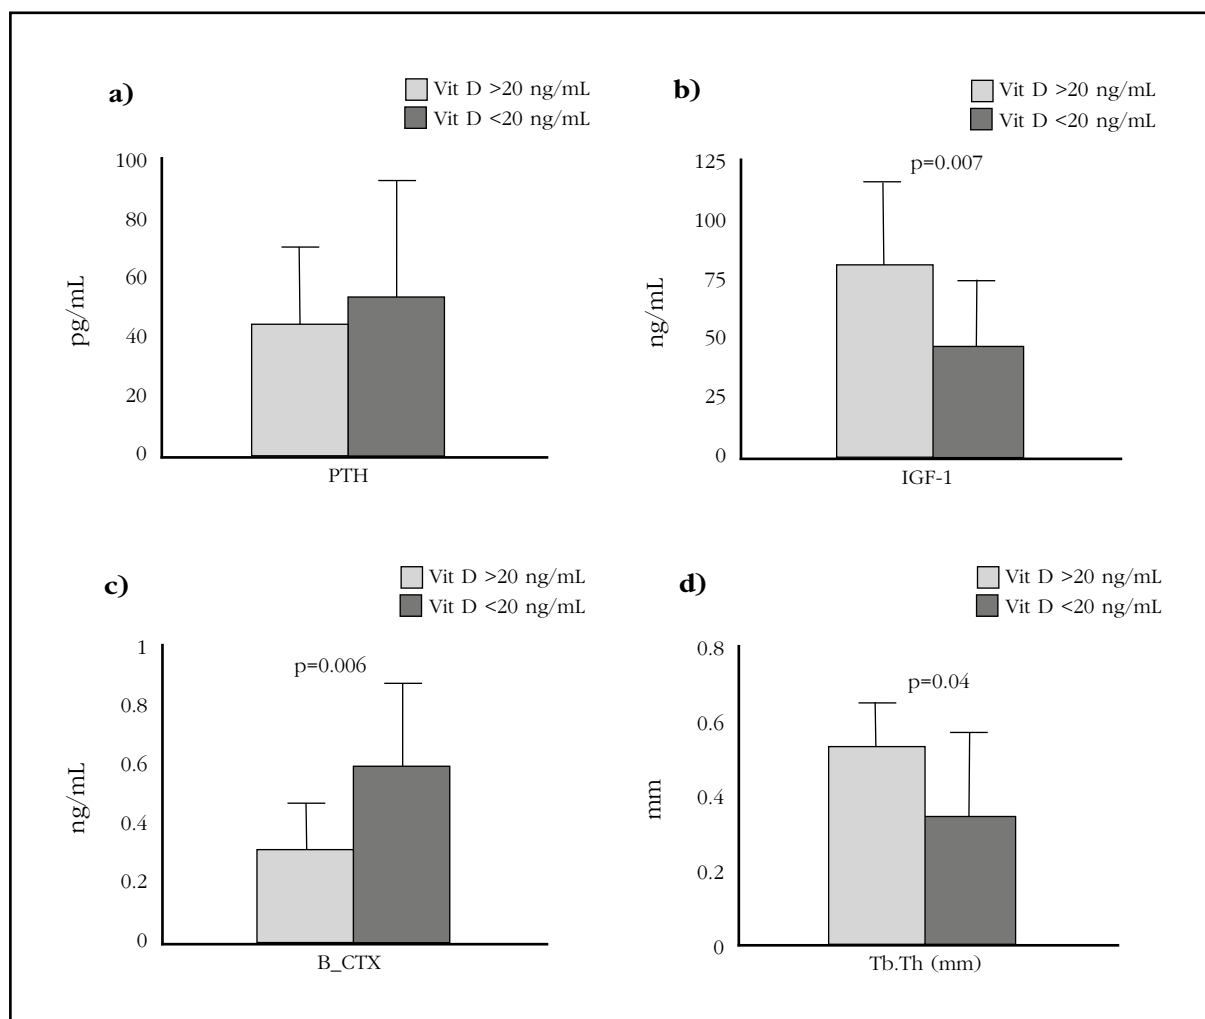 a)
Vit D >20 ng/mL
Vit D <20 ng/mL
100
80
60
40
20
0
pg/mL
PTH
b)
Vit D >20 ng/mL
Vit D <20 ng/mL
p=0.007
125
100
75
50
25
0
ng/mL
IGF-1
c)
Vit D >20 ng/mL
Vit D <20 ng/mL
p=0.006
1
0.8
0.6
0.4
0.2
0
ng/mL
B_CTX
d)
Vit D >20 ng/mL
Vit D <20 ng/mL
p=0.04
0.8
0.6
0.4
0.2
0
mm
Tb.Th (mm)